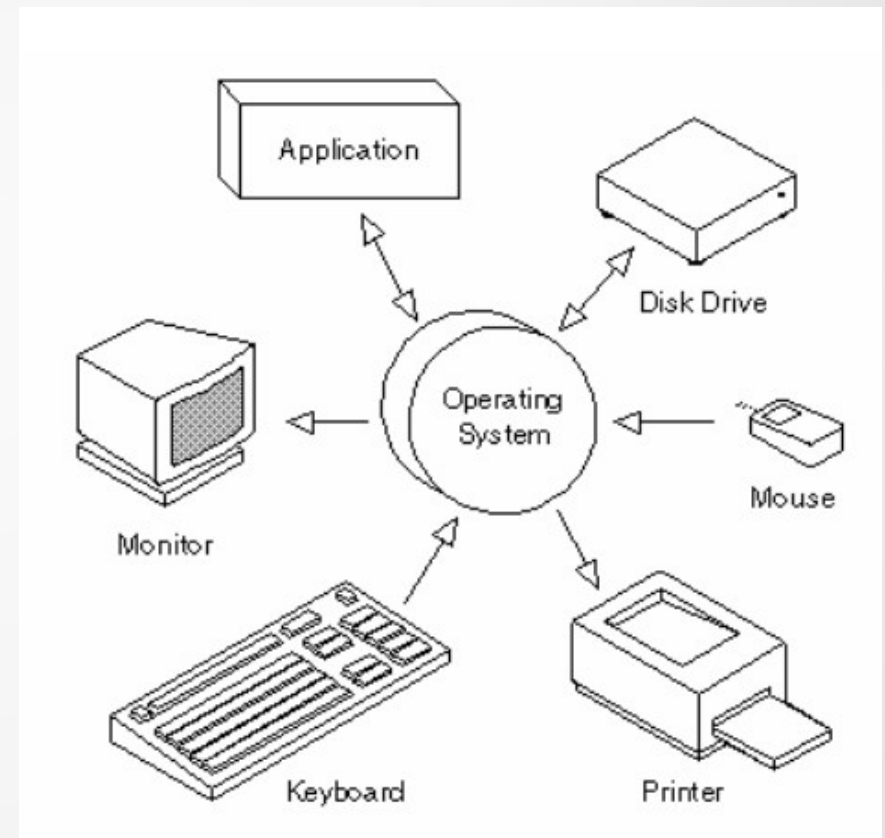 Application
Disk Drive
Operating
System
Mouse
Monitor
Keyboard
Printer